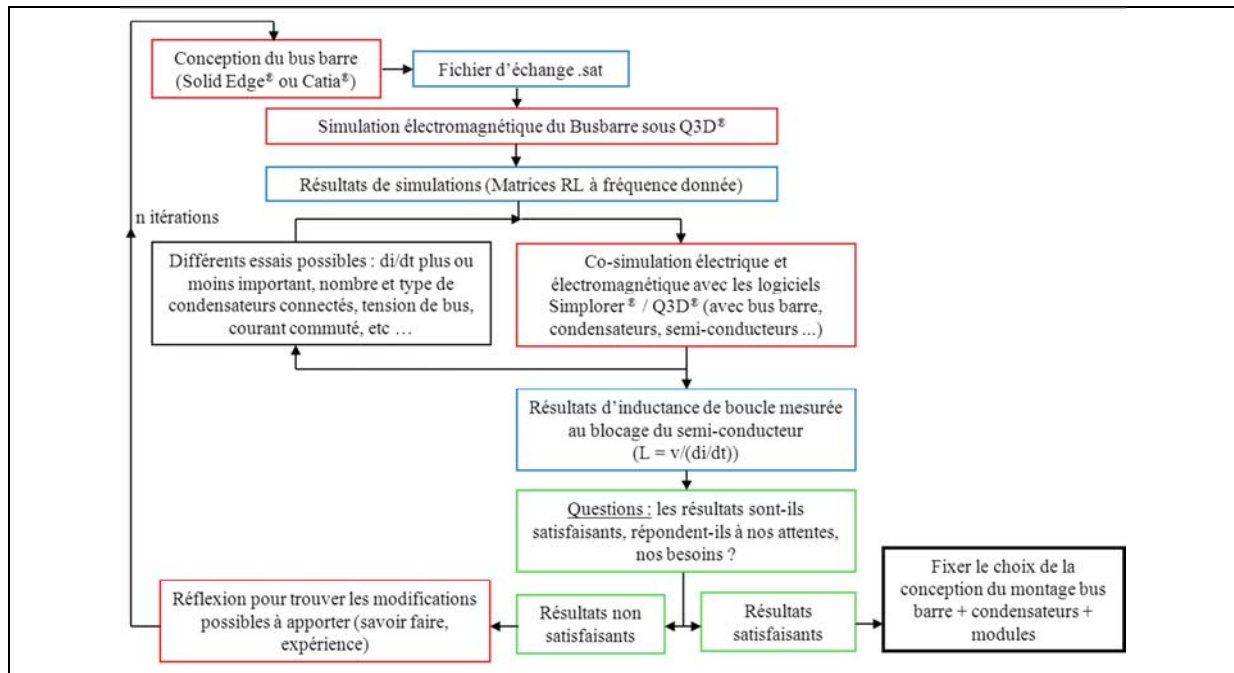 Conception du bus barre
(Solid Edge® ou Catia®)
Fichier d'échange .sat
Simulation électromagnétique du Busbarre sous Q3D®
Résultats de simulations (Matrices RL à fréquence donnée)
n itérations
Différents essais possibles : di/dt plus ou
moins important, nombre et type de
condensateurs connectés, tension de bus,
courant commuté, etc …
Co-simulation électrique et
électromagnétique avec les logiciels
Simplorer® / Q3D® (avec bus barre,
condensateurs, semi-conducteurs ...)
Résultats d'inductance de boucle mesurée
au blocage du semi-conducteur
(L = v/(di/dt))
Questions : les résultats sont-ils
satisfaisants, répondent-ils à nos attentes,
nos besoins ?
Réflexion pour trouver les modifications
possibles à apporter (savoir faire,
expérience)
Résultats non
satisfaisants
Résultats
satisfaisants
Fixer le choix de la
conception du montage bus
barre + condensateurs +
modules